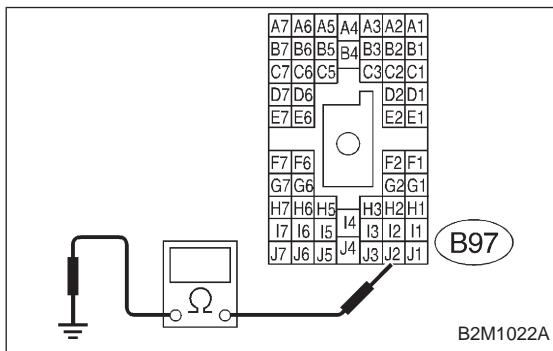 A7 A6 A5 A4 A3 A2 A1
B7 B6 B5 B4 B3 B2 B1
C7 C6 C5 C3 C2 C1
D7 D6 D2 D1
E7 E6 E2 E1
F7 F6 F2 F1
G7 G6 G2 G1
H7 H6 H5 H3 H2 H1
I7 I6 I5 I4 I3 I2 I1
J7 J6 J5 J4 J3 J2 J1
B97
Ω
B2M1022A